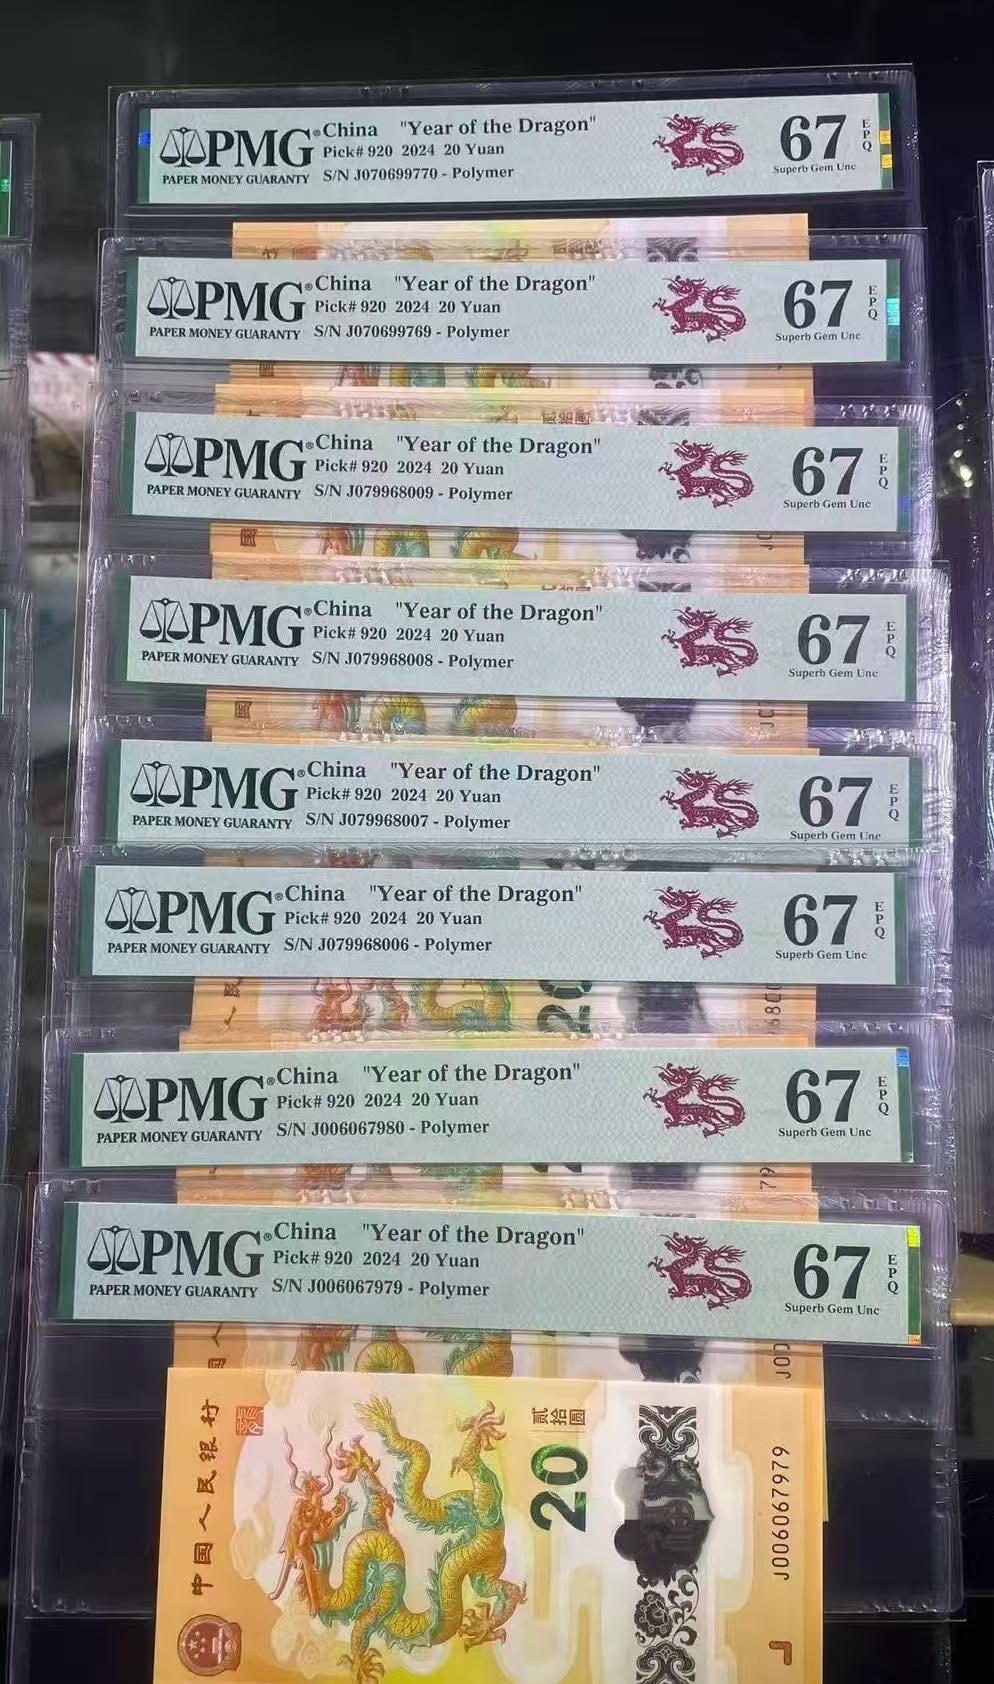 PMG® China "Year of the Dragon" 67 EPQ
Pick# 920 2024 20 Yuan
PAPER MONEY GUARANTY S/N J070699770 - Polymer Superb Gem Unc
PMG® China "Year of the Dragon" 67 EPQ
Pick# 920 2024 20 Yuan
PAPER MONEY GUARANTY S/N J070699769 - Polymer Superb Gem Unc
PMG® China "Year of the Dragon" 67 EPQ
Pick# 920 2024 20 Yuan
PAPER MONEY GUARANTY S/N J079968009 - Polymer Superb Gem Unc
PMG® China "Year of the Dragon" 67 EPQ
Pick# 920 2024 20 Yuan
PAPER MONEY GUARANTY S/N J079968008 - Polymer Superb Gem Unc
PMG® China "Year of the Dragon" 67 EPQ
Pick# 920 2024 20 Yuan
PAPER MONEY GUARANTY S/N J079968007 - Polymer Superb Gem Unc
PMG® China "Year of the Dragon" 67 EPQ
Pick# 920 2024 20 Yuan
PAPER MONEY GUARANTY S/N J079968006 - Polymer Superb Gem Unc
20
PMG® China "Year of the Dragon" 67 EPQ
Pick# 920 2024 20 Yuan
PAPER MONEY GUARANTY S/N J006067980 - Polymer Superb Gem Unc
PMG® China "Year of the Dragon" 67 EPQ
Pick# 920 2024 20 Yuan
PAPER MONEY GUARANTY S/N J006067979 - Polymer Superb Gem Unc
J00
中国人民银行
贰拾圆
20
J006067979